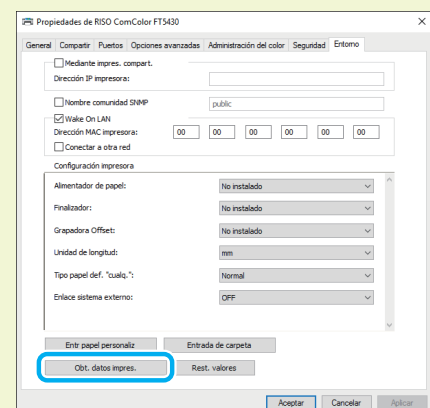 Propiedades de RISO ComColor FT5430
General Compartir Puertos Opciones avanzadas Administración del color Seguridad Entorno
Mediante impres. compart.
Dirección IP impresora:
Nombre comunidad SNMP public
Wake On LAN
Dirección MAC impresora: 00 00 00 00 00 00
Conectar a otra red
Configuración impresora
Alimentador de papel: No instalado
Finalizador: No instalado
Grapadora Offset: No instalado
Unidad de longitud: mm
Tipo papel def. "cualq.": Normal
Enlace sistema externo: OFF
Entr papel personaliz Entrada de carpeta
Obt. datos impres. Rest. valores
Aceptar Cancelar Aplicar